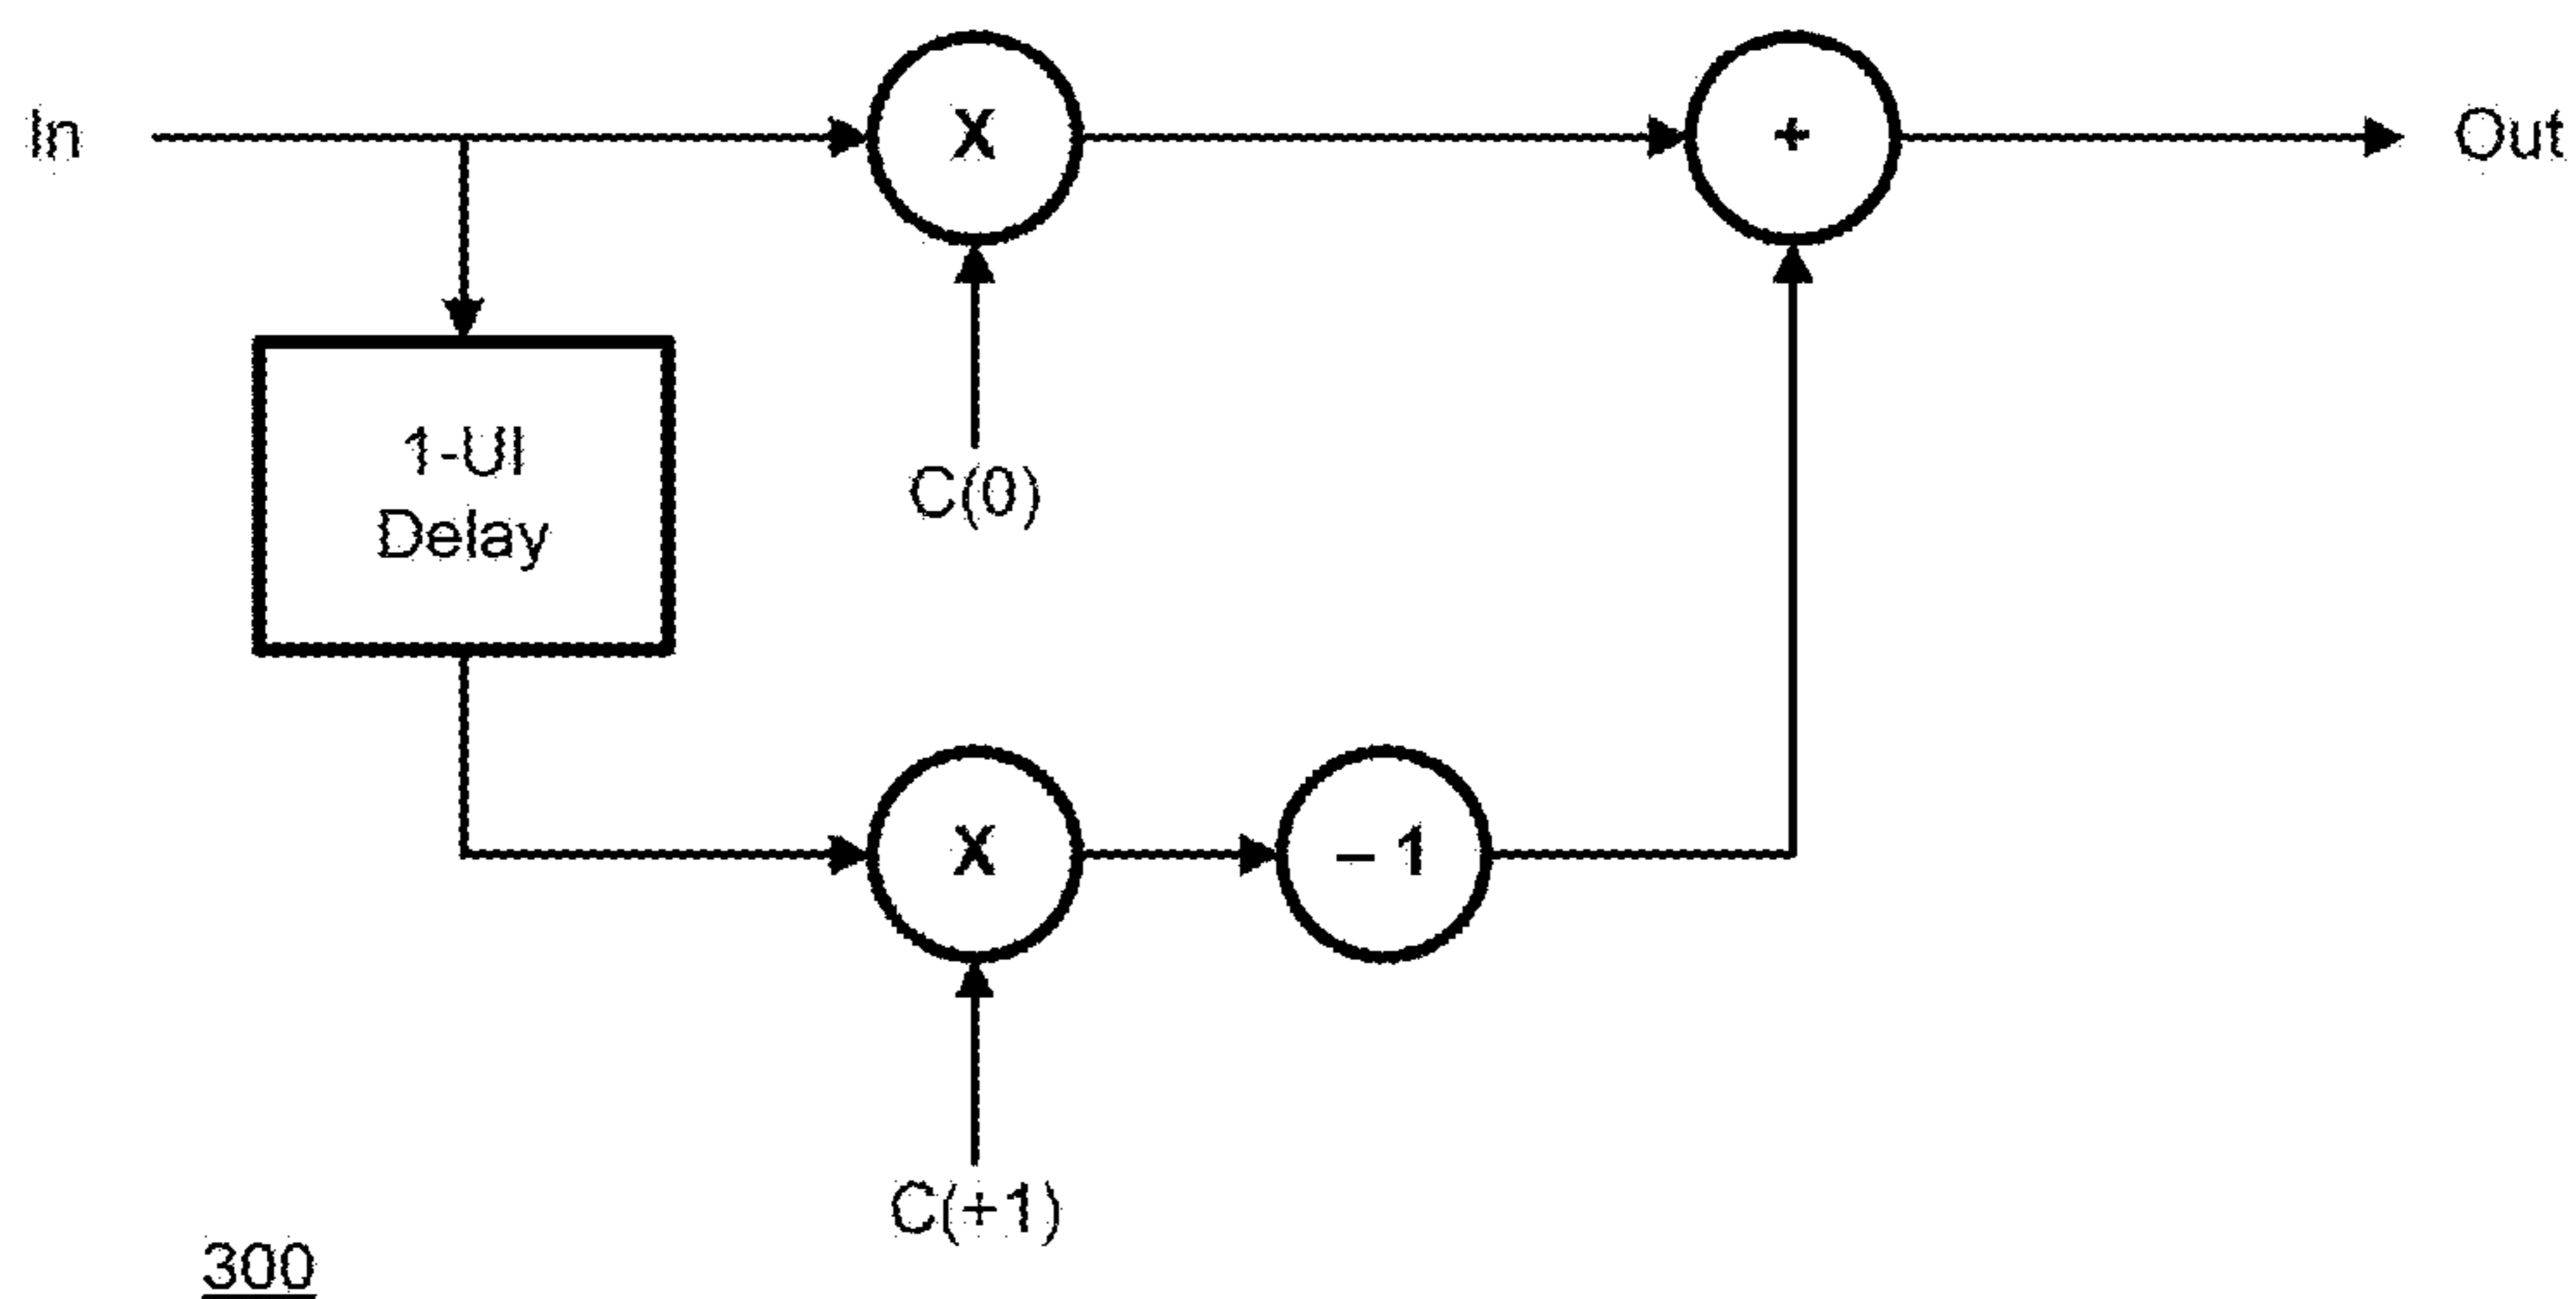 In
X
+
Out
1-UI
Delay
C(0)
X
– 1
C(+1)
300